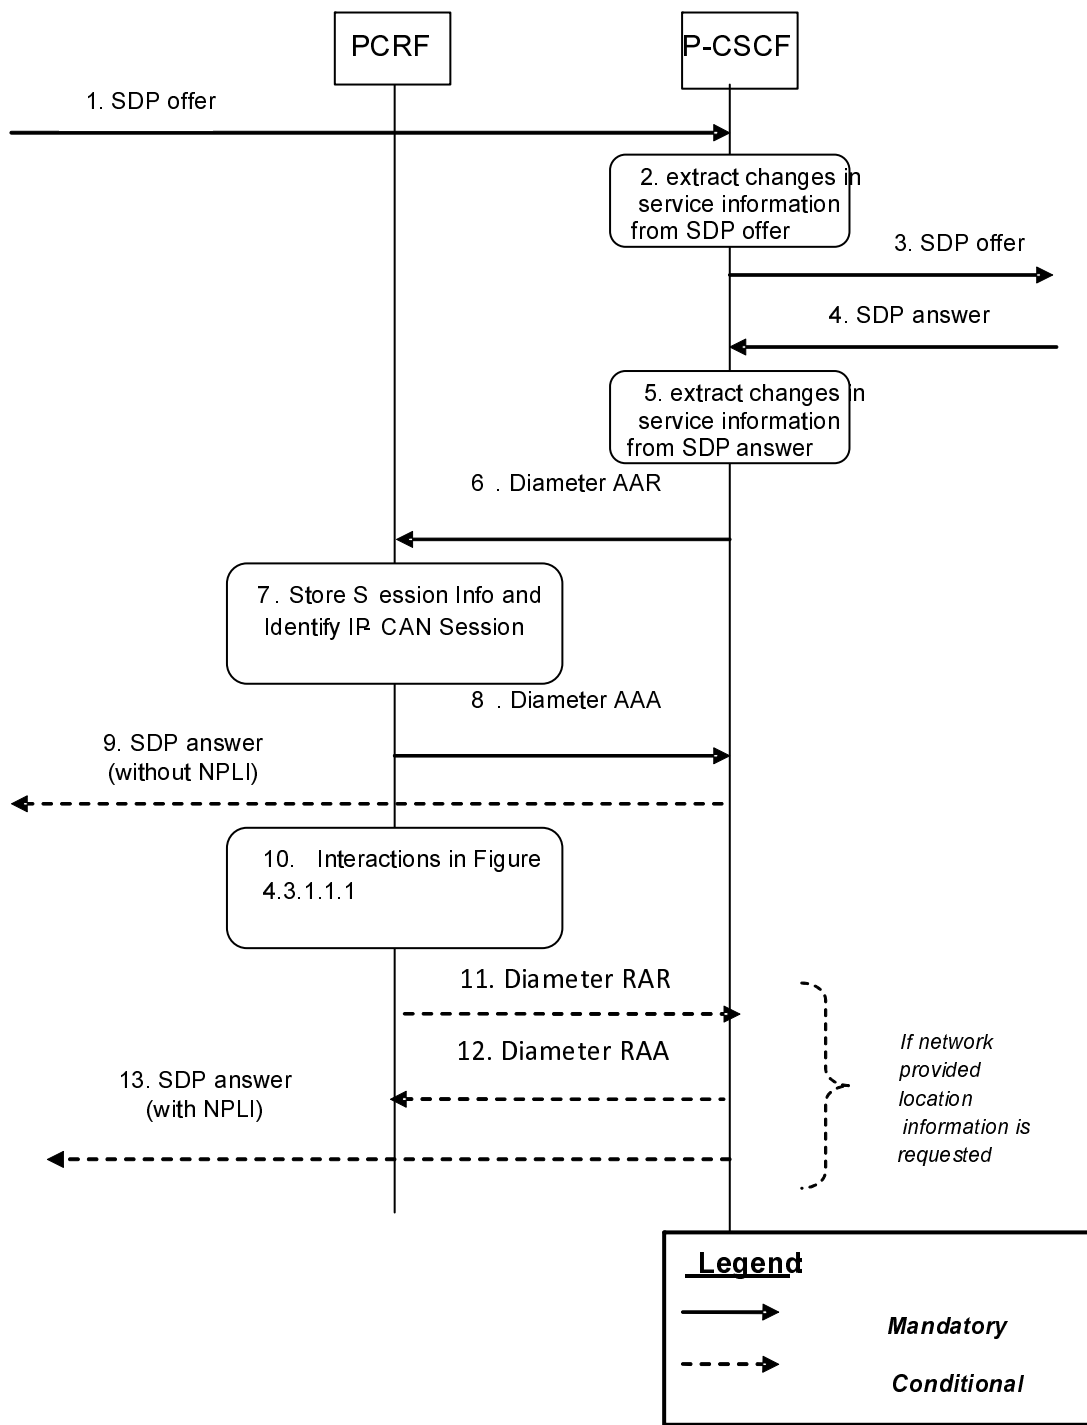 PCRF
P-CSCF
1. SDP offer
2. extract changes in
service information
from SDP offer
3. SDP offer
4. SDP answer
5. extract changes in
service information
from SDP answer
6 . Diameter AAR
7. Store S ession Info and
Identify IP- CAN Session
8 . Diameter AAA
9. SDP answer
(without NPLI)
10. Interactions in Figure
4.3.1.1.1
11. Diameter RAR
12. Diameter RAA
13. SDP answer
(with NPLI)
If network
provided
location
information is
requested
Legend:
Mandatory
Conditional